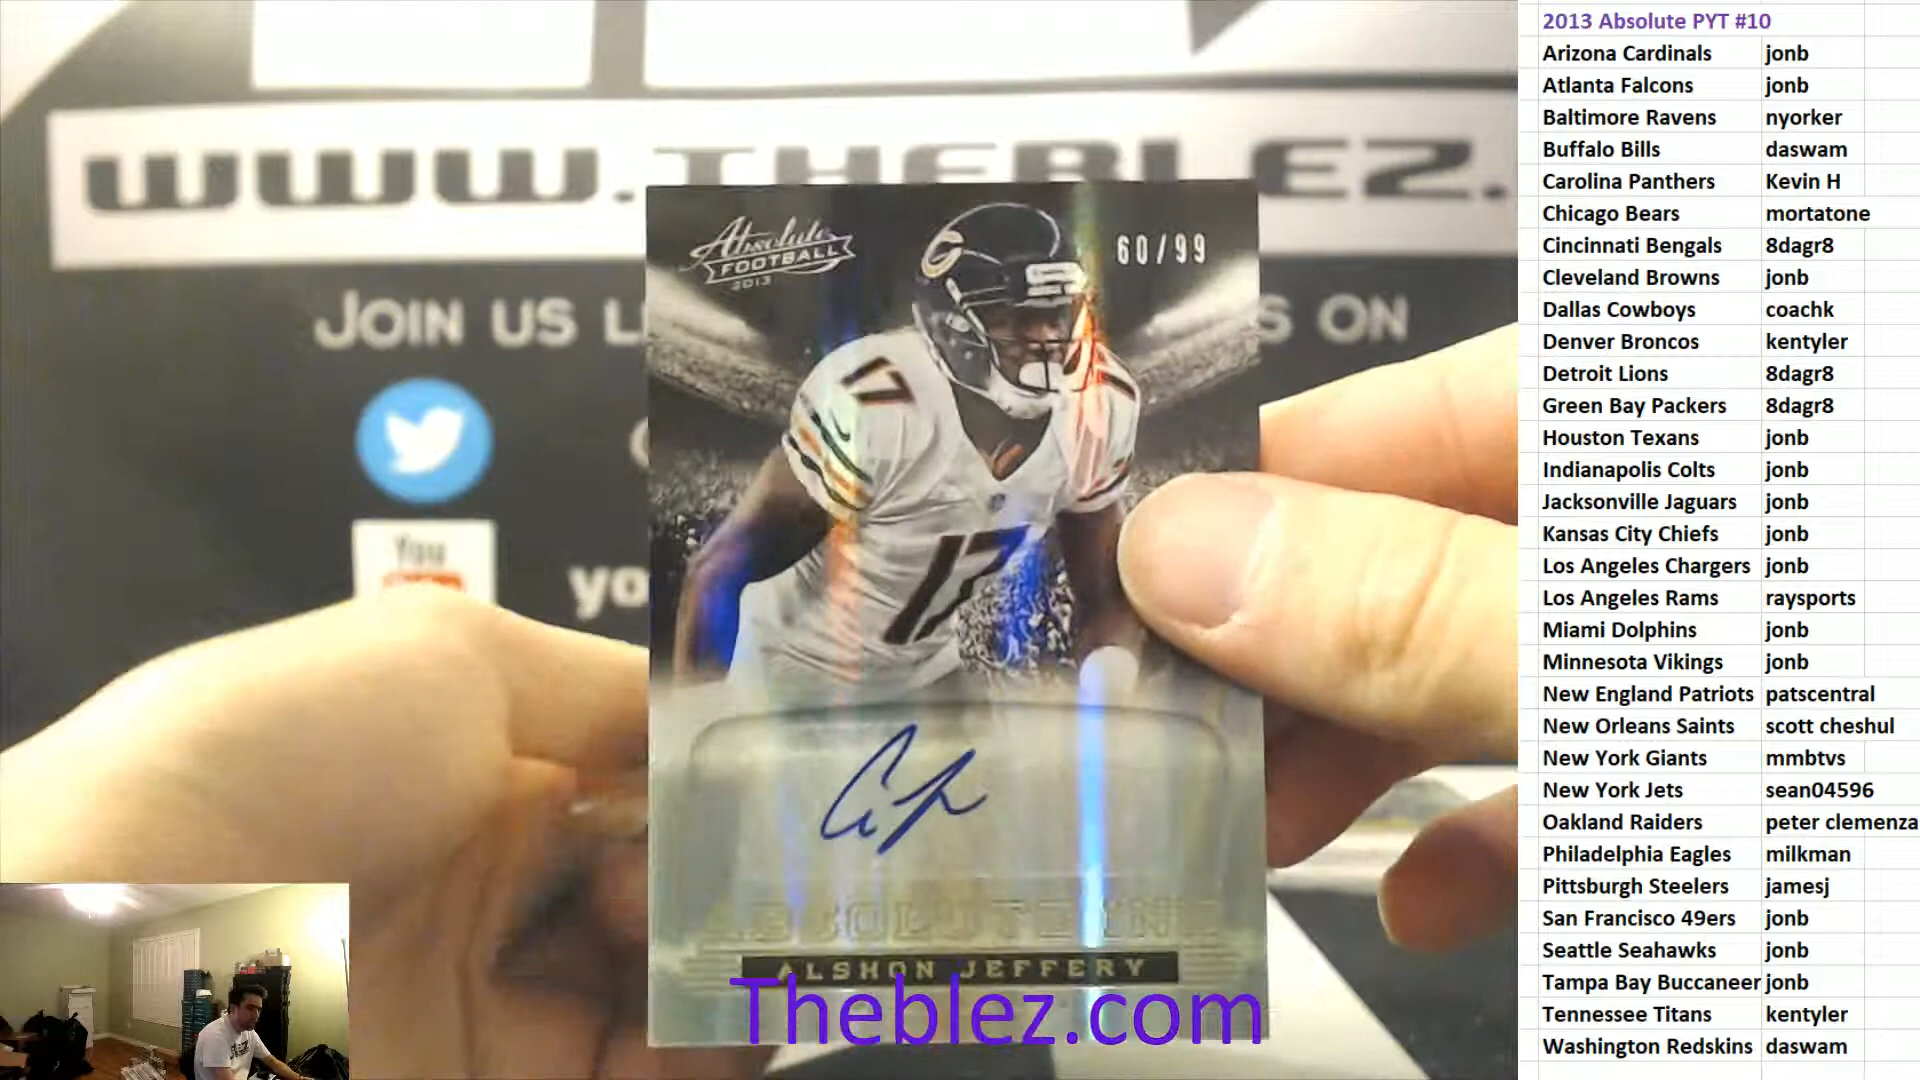 WWW.THEBLEZ.
JOIN US L
S ON
You
yo
Absolute
FOOTBALL
2013
60/99
17
17
ALSHON JEFFERY
Theblez.com
2013 Absolute PYT #10
Arizona Cardinals jonb
Atlanta Falcons jonb
Baltimore Ravens nyorker
Buffalo Bills daswam
Carolina Panthers Kevin H
Chicago Bears mortatone
Cincinnati Bengals 8dagr8
Cleveland Browns jonb
Dallas Cowboys coachk
Denver Broncos kentyler
Detroit Lions 8dagr8
Green Bay Packers 8dagr8
Houston Texans jonb
Indianapolis Colts jonb
Jacksonville Jaguars jonb
Kansas City Chiefs jonb
Los Angeles Chargers jonb
Los Angeles Rams raysports
Miami Dolphins jonb
Minnesota Vikings jonb
New England Patriots patscentral
New Orleans Saints scott cheshul
New York Giants mmbtvs
New York Jets sean04596
Oakland Raiders peter clemenza
Philadelphia Eagles milkman
Pittsburgh Steelers jamesj
San Francisco 49ers jonb
Seattle Seahawks jonb
Tampa Bay Buccaneer jonb
Tennessee Titans kentyler
Washington Redskins daswam